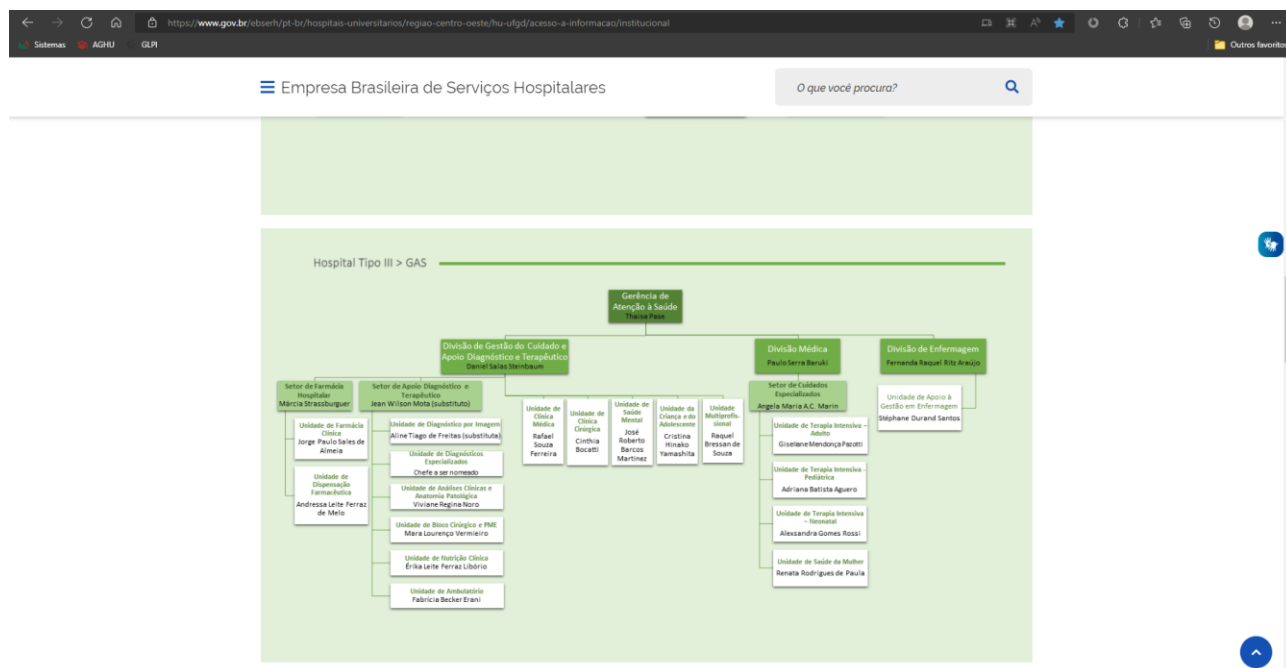 https://www.gov.br/ebserh/pt-br/hospitais-universitarios/regiao-centro-oeste/hu-ufgd/acesso-a-informacao/institucional
Sistemas AGHU GLPI Outros favoritos
Empresa Brasileira de Serviços Hospitalares
O que você procura?
Hospital Tipo III > GAS
Gerência de
Atenção à Saúde
Thaisa Pase
Divisão de Gestão do Cuidado e
Apoio Diagnóstico e Terapêutico
Daniel Salas Steinbaum
Divisão Médica
Paulo Serra Baruki
Divisão de Enfermagem
Fernanda Raquel Ritz Araújo
Setor de Farmácia
Hospitalar
Márcia Strassburguer
Unidade de Farmácia
Clínica
Jorge Paulo Sales de
Almeia
Unidade de
Dispensação
Farmacêutica
Andressa Leite Ferraz
de Melo
Setor de Apoio Diagnóstico e
Terapêutico
Jean Wilson Mota (substituto)
Unidade de Diagnóstico por Imagem
Aline Tiago de Freitas (substituta)
Unidade de Diagnósticos
Especializados
Chefe a ser nomeado
Unidade de Análises Clínicas e
Anatomia Patológica
Viviane Regina Noro
Unidade de Bloco Cirúrgico e PME
Mara Lourenço Vermieiro
Unidade de Nutrição Clínica
Érika Leite Ferraz Libório
Unidade de Ambulatório
Fabricia Becker Erani
Unidade de
Clínica
Médica
Rafael
Souza
Ferreira
Unidade de
Clínica
Cirúrgica
Cinthia
Bocatti
Unidade de
Saúde
Mental
José
Roberto
Barcos
Martinez
Unidade da
Criança e do
Adolescente
Cristina
Hinako
Yamashita
Unidade
Multiprofis-
sional
Raquel
Bressan de
Souza
Setor de Cuidados
Especializados
Angela Maria A.C. Marin
Unidade de Terapia Intensiva –
Adulto
Giselane Mendonça Pazotti
Unidade de Terapia Intensiva -
Pediátrica
Adriana Batista Aguero
Unidade de Terapia Intensiva
– Neonatal
Alexsandra Gomes Rossi
Unidade de Saúde da Mulher
Renata Rodrigues de Paula
Unidade de Apoio à
Gestão em Enfermagem
Stéphane Durand Santos